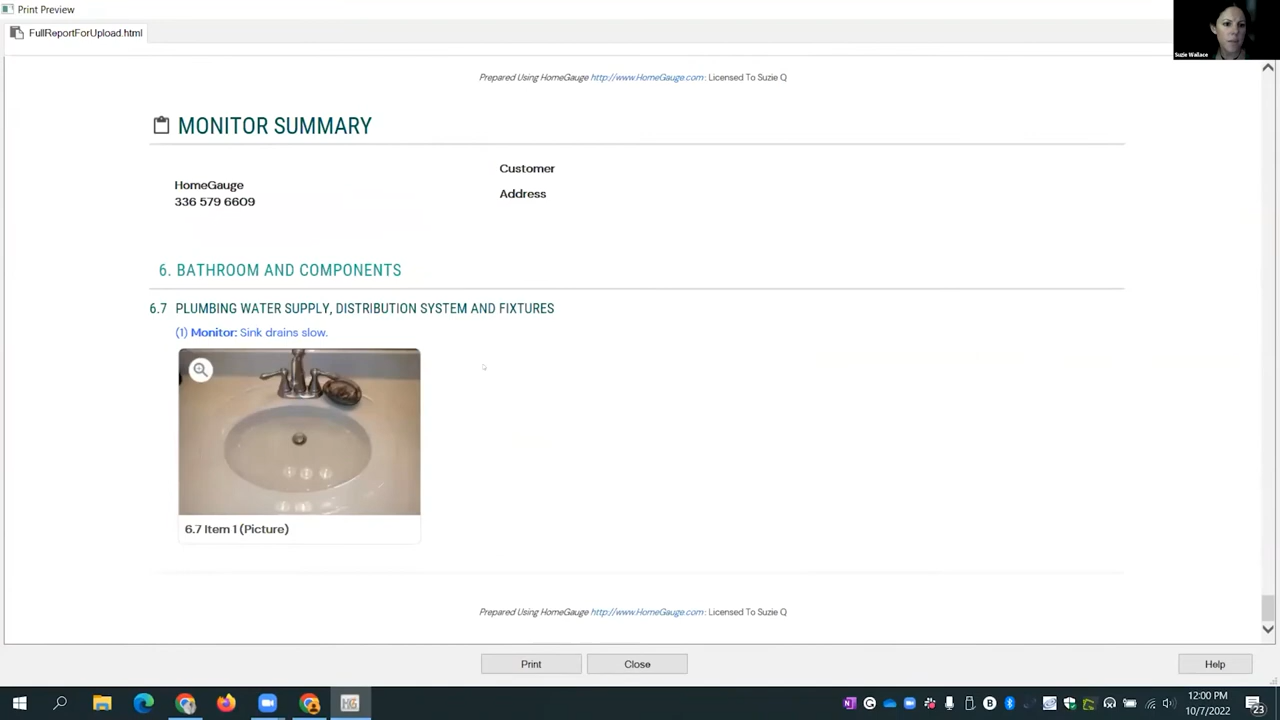 Print Preview
FullReportForUpload.html
Suzie Wallace
Prepared Using HomeGauge http://www.HomeGauge.com : Licensed To Suzie Q
MONITOR SUMMARY
HomeGauge
336 579 6609
Customer
Address
6. BATHROOM AND COMPONENTS
6.7 PLUMBING WATER SUPPLY, DISTRIBUTION SYSTEM AND FIXTURES
(1) Monitor: Sink drains slow.
6.7 Item 1 (Picture)
Prepared Using HomeGauge http://www.HomeGauge.com : Licensed To Suzie Q
Print
Close
Help
12:00 PM
10/7/2022
23